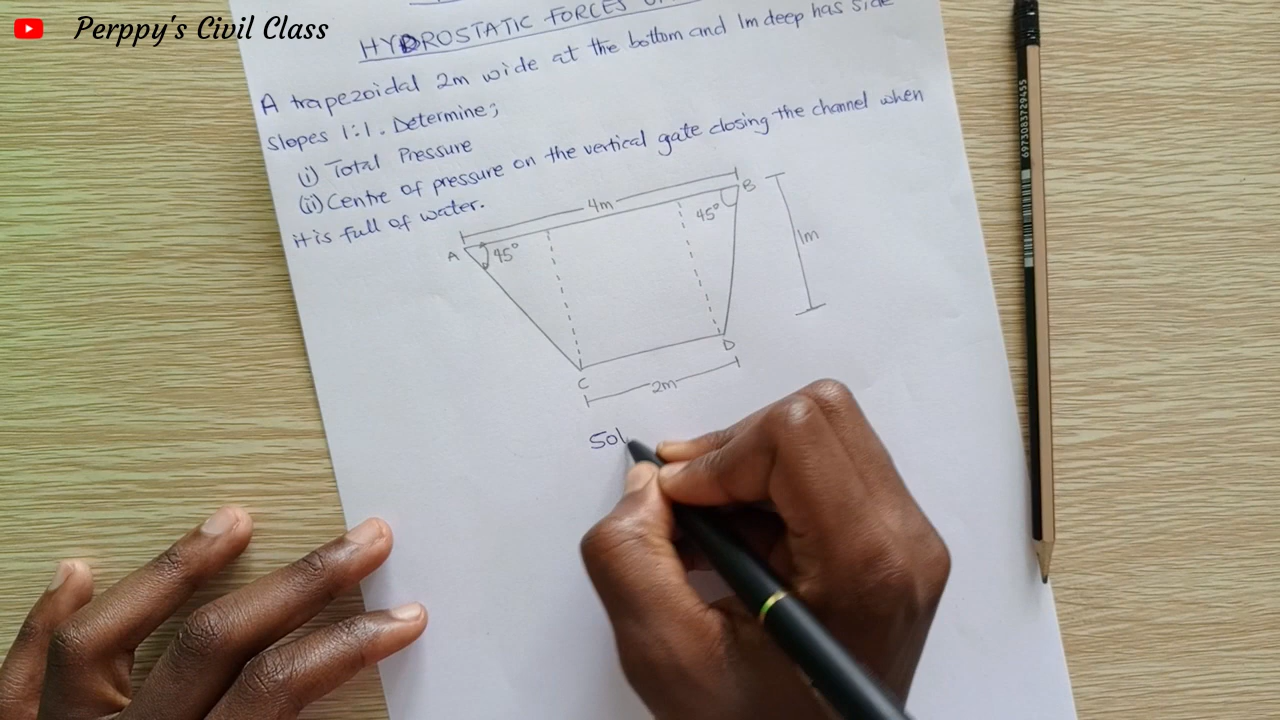 Perppy's Civil Class
HYDROSTATIC FORCES
A trapezoidal 2m wide at the bottom and 1m deep has side
slopes 1:1. Determine;
(i) Total Pressure
(ii) Centre of pressure on the vertical gate closing the channel when
it is full of water.
4m
A
45°
45°
B
1m
C
D
2m
Sol
6973083729455